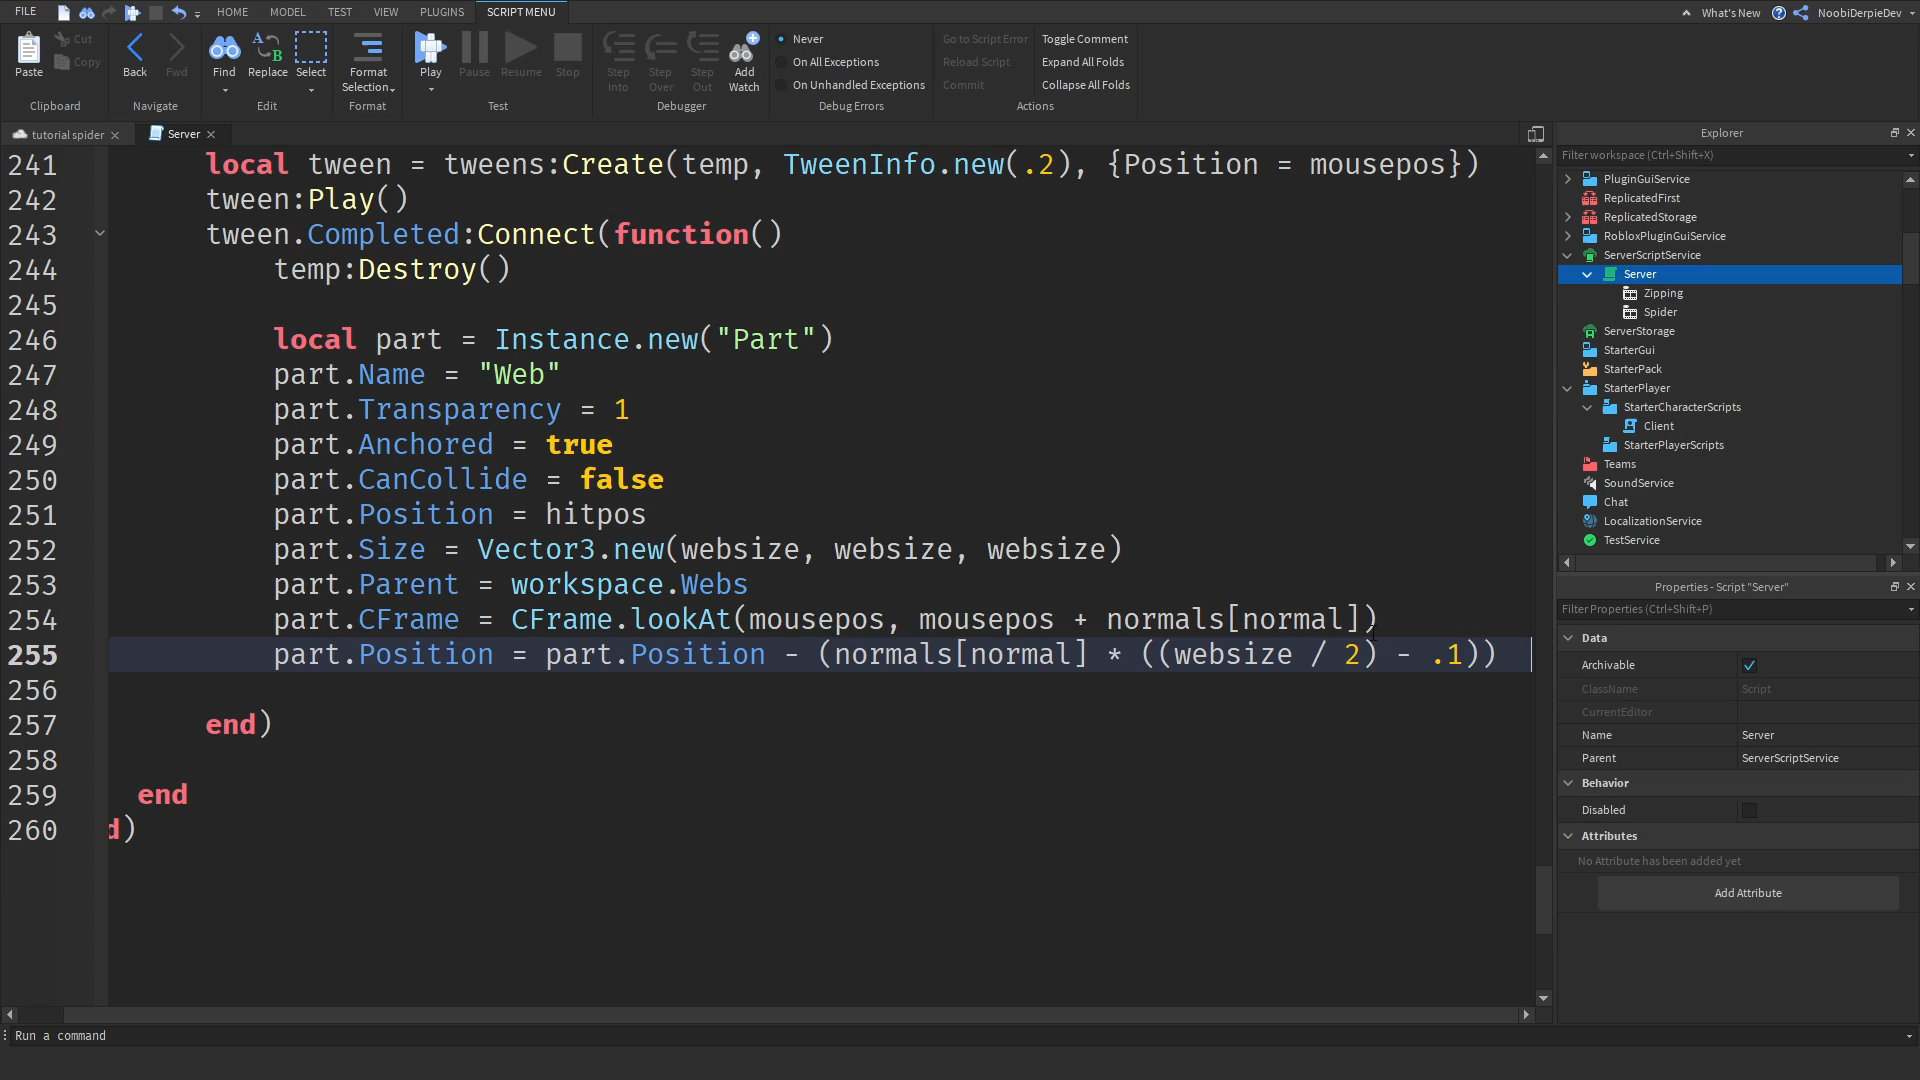 FILE HOME MODEL TEST VIEW PLUGINS SCRIPT MENU What's New NoobiDerpieDev
Paste Cut Copy Back Fwd Find Replace Select Format Selection Play Pause Resume Stop Step Into Step Over Step Out Add Watch
Never Go to Script Error Toggle Comment
On All Exceptions Reload Script Expand All Folds
On Unhandled Exceptions Commit Collapse All Folds
Clipboard Navigate Edit Format Test Debugger Debug Errors Actions
tutorial spider Server
241 local tween = tweens:Create(temp, TweenInfo.new(.2), {Position = mousepos})
242 tween:Play()
243 tween.Completed:Connect(function()
244 temp:Destroy()
245
246 local part = Instance.new("Part")
247 part.Name = "Web"
248 part.Transparency = 1
249 part.Anchored = true
250 part.CanCollide = false
251 part.Position = hitpos
252 part.Size = Vector3.new(websize, websize, websize)
253 part.Parent = workspace.Webs
254 part.CFrame = CFrame.lookAt(mousepos, mousepos + normals[normal])
255 part.Position = part.Position - (normals[normal] * ((websize / 2) - .1))
256
257 end)
258
259 end
260 d)
Run a command
Explorer
Filter workspace (Ctrl+Shift+X)
PluginGuiService
ReplicatedFirst
ReplicatedStorage
RobloxPluginGuiService
ServerScriptService
Server
Zipping
Spider
ServerStorage
StarterGui
StarterPack
StarterPlayer
StarterCharacterScripts
Client
StarterPlayerScripts
Teams
SoundService
Chat
LocalizationService
TestService
Properties - Script "Server"
Filter Properties (Ctrl+Shift+P)
Data
Archivable
ClassName Script
CurrentEditor
Name Server
Parent ServerScriptService
Behavior
Disabled
Attributes
No Attribute has been added yet
Add Attribute